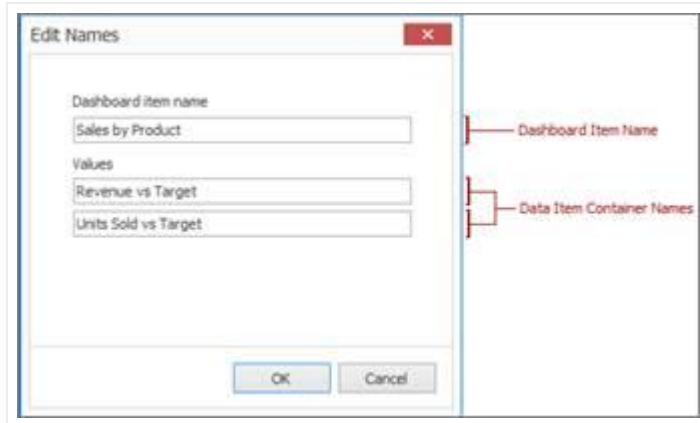 Edit Names
Dashboard item name
Sales by Product
Dashboard Item Name
Values
Revenue vs Target
Data Item Container Names
Units Sold vs Target
OK
Cancel